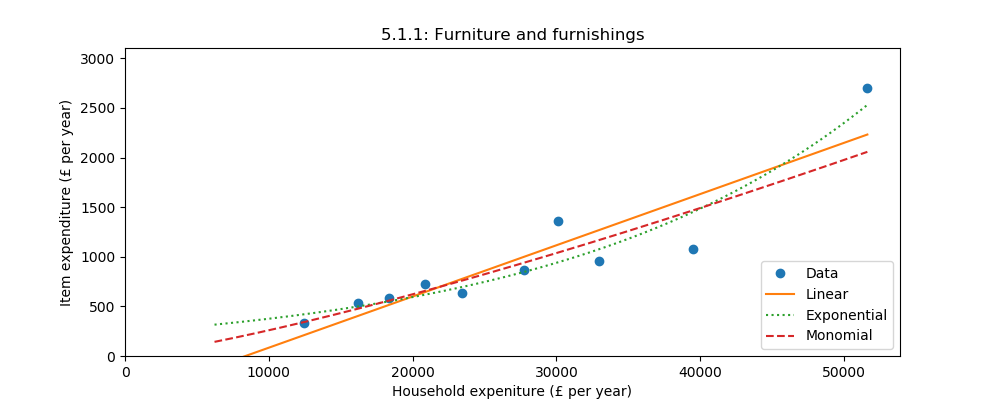 5.1.1: Furniture and furnishings
Item expenditure (£ per year)
3000
2500
2000
1500
1000
500
0
0 10000 20000 30000 40000 50000
Household expeniture (£ per year)
Data
Linear
Exponential
Monomial